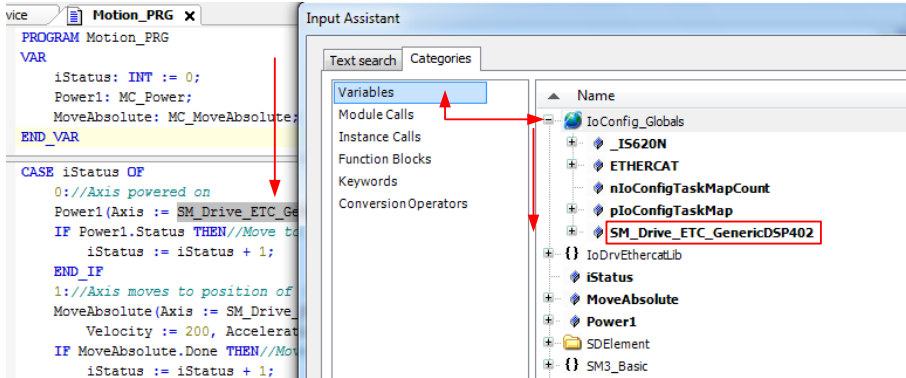 vice
Motion_PRG x
PROGRAM Motion_PRG
VAR
iStatus: INT := 0;
Power1: MC_Power;
MoveAbsolute: MC_MoveAbsolute;
END_VAR
CASE iStatus OF
0://Axis powered on
Power1(Axis := SM_Drive_ETC_Ge
IF Power1.Status THEN//Move to
iStatus := iStatus + 1;
END_IF
1://Axis moves to position of
MoveAbsolute(Axis := SM_Drive_
Velocity := 200, Accelerat
IF MoveAbsolute.Done THEN//Mov
iStatus := iStatus + 1;
Input Assistant
Text search Categories
Variables
Module Calls
Instance Calls
Function Blocks
Keywords
Conversion Operators
Name
IoConfig_Globals
_IS620N
ETHERCAT
nIoConfigTaskMapCount
pIoConfigTaskMap
SM_Drive_ETC_GenericDSP402
{} IoDrvEthercatLib
iStatus
MoveAbsolute
Power1
SDElement
{} SM3_Basic